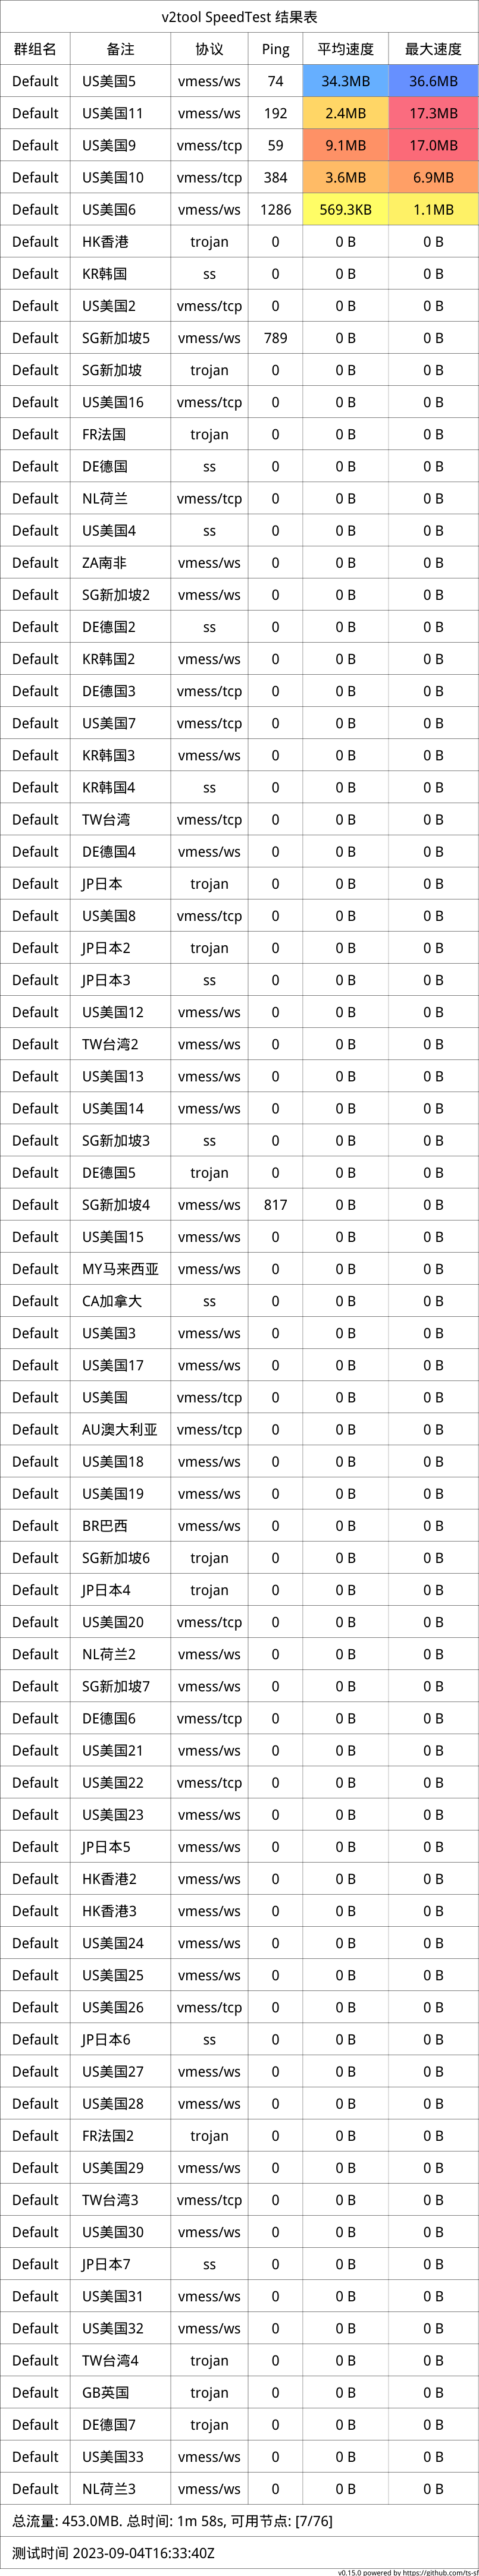 v2tool SpeedTest 结果表
群组名 备注 协议 Ping 平均速度 最大速度
Default US美国5 vmess/ws 74 34.3MB 36.6MB
Default US美国11 vmess/ws 192 2.4MB 17.3MB
Default US美国9 vmess/tcp 59 9.1MB 17.0MB
Default US美国10 vmess/tcp 384 3.6MB 6.9MB
Default US美国6 vmess/ws 1286 569.3KB 1.1MB
Default HK香港 trojan 0 0 B 0 B
Default KR韩国 ss 0 0 B 0 B
Default US美国2 vmess/tcp 0 0 B 0 B
Default SG新加坡5 vmess/ws 789 0 B 0 B
Default SG新加坡 trojan 0 0 B 0 B
Default US美国16 vmess/tcp 0 0 B 0 B
Default FR法国 trojan 0 0 B 0 B
Default DE德国 ss 0 0 B 0 B
Default NL荷兰 vmess/tcp 0 0 B 0 B
Default US美国4 ss 0 0 B 0 B
Default ZA南非 vmess/ws 0 0 B 0 B
Default SG新加坡2 vmess/ws 0 0 B 0 B
Default DE德国2 ss 0 0 B 0 B
Default KR韩国2 vmess/ws 0 0 B 0 B
Default DE德国3 vmess/tcp 0 0 B 0 B
Default US美国7 vmess/tcp 0 0 B 0 B
Default KR韩国3 vmess/ws 0 0 B 0 B
Default KR韩国4 ss 0 0 B 0 B
Default TW台湾 vmess/tcp 0 0 B 0 B
Default DE德国4 vmess/ws 0 0 B 0 B
Default JP日本 trojan 0 0 B 0 B
Default US美国8 vmess/tcp 0 0 B 0 B
Default JP日本2 trojan 0 0 B 0 B
Default JP日本3 ss 0 0 B 0 B
Default US美国12 vmess/ws 0 0 B 0 B
Default TW台湾2 vmess/ws 0 0 B 0 B
Default US美国13 vmess/ws 0 0 B 0 B
Default US美国14 vmess/ws 0 0 B 0 B
Default SG新加坡3 ss 0 0 B 0 B
Default DE德国5 trojan 0 0 B 0 B
Default SG新加坡4 vmess/ws 817 0 B 0 B
Default US美国15 vmess/ws 0 0 B 0 B
Default MY马来西亚 vmess/ws 0 0 B 0 B
Default CA加拿大 ss 0 0 B 0 B
Default US美国3 vmess/ws 0 0 B 0 B
Default US美国17 vmess/ws 0 0 B 0 B
Default US美国 vmess/tcp 0 0 B 0 B
Default AU澳大利亚 vmess/tcp 0 0 B 0 B
Default US美国18 vmess/ws 0 0 B 0 B
Default US美国19 vmess/ws 0 0 B 0 B
Default BR巴西 vmess/ws 0 0 B 0 B
Default SG新加坡6 trojan 0 0 B 0 B
Default JP日本4 trojan 0 0 B 0 B
Default US美国20 vmess/tcp 0 0 B 0 B
Default NL荷兰2 vmess/ws 0 0 B 0 B
Default SG新加坡7 vmess/ws 0 0 B 0 B
Default DE德国6 vmess/tcp 0 0 B 0 B
Default US美国21 vmess/ws 0 0 B 0 B
Default US美国22 vmess/tcp 0 0 B 0 B
Default US美国23 vmess/ws 0 0 B 0 B
Default JP日本5 vmess/ws 0 0 B 0 B
Default HK香港2 vmess/ws 0 0 B 0 B
Default HK香港3 vmess/ws 0 0 B 0 B
Default US美国24 vmess/ws 0 0 B 0 B
Default US美国25 vmess/ws 0 0 B 0 B
Default US美国26 vmess/tcp 0 0 B 0 B
Default JP日本6 ss 0 0 B 0 B
Default US美国27 vmess/ws 0 0 B 0 B
Default US美国28 vmess/ws 0 0 B 0 B
Default FR法国2 trojan 0 0 B 0 B
Default US美国29 vmess/ws 0 0 B 0 B
Default TW台湾3 vmess/tcp 0 0 B 0 B
Default US美国30 vmess/ws 0 0 B 0 B
Default JP日本7 ss 0 0 B 0 B
Default US美国31 vmess/ws 0 0 B 0 B
Default US美国32 vmess/ws 0 0 B 0 B
Default TW台湾4 trojan 0 0 B 0 B
Default GB英国 trojan 0 0 B 0 B
Default DE德国7 trojan 0 0 B 0 B
Default US美国33 vmess/ws 0 0 B 0 B
Default NL荷兰3 vmess/ws 0 0 B 0 B
总流量: 453.0MB. 总时间: 1m 58s, 可用节点: [7/76]
测试时间 2023-09-04T16:33:40Z
v0.15.0 powered by https://github.com/ts-sf